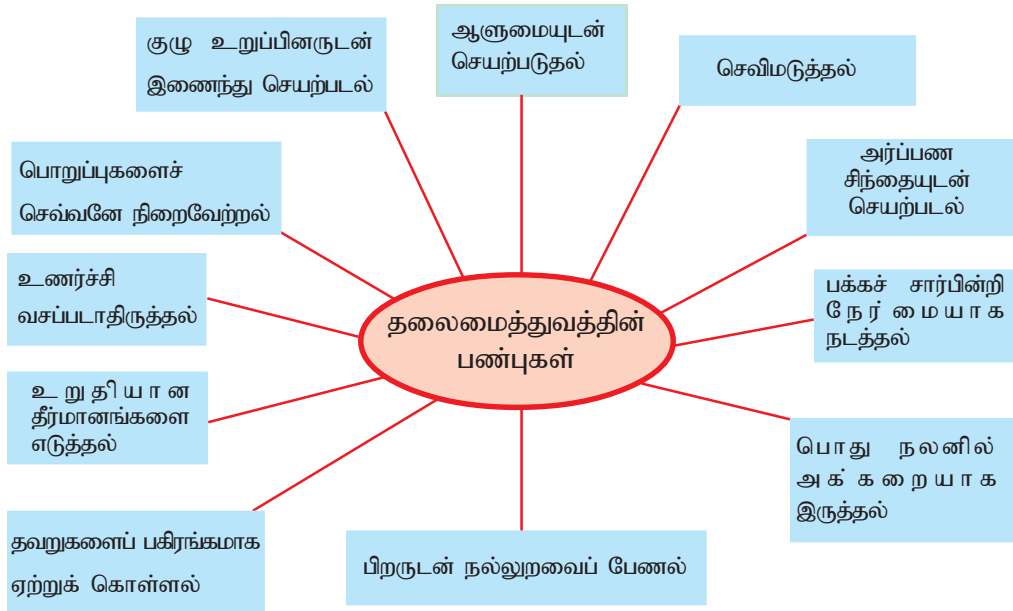 குழு உறுப்பினருடன்
இணைந்து செயற்படல்
ஆளுமையுடன்
செயற்படுதல்
செவிமடுத்தல்
பொறுப்புகளைச்
செவ்வனே நிறைவேற்றல்
அர்ப்பண
சிந்தையுடன்
செயற்படல்
உணர்ச்சி
வசப்படாதிருத்தல்
தலைமைத்துவத்தின்
பண்புகள்
பக்கச் சார்பின்றி
நேர்மையாக
நடத்தல்
உறுதியான
தீர்மானங்களை
எடுத்தல்
பொது நலனில்
அக்கறையாக
இருத்தல்
தவறுகளைப் பகிரங்கமாக
ஏற்றுக் கொள்ளல்
பிறருடன் நல்லுறவைப் பேணல்